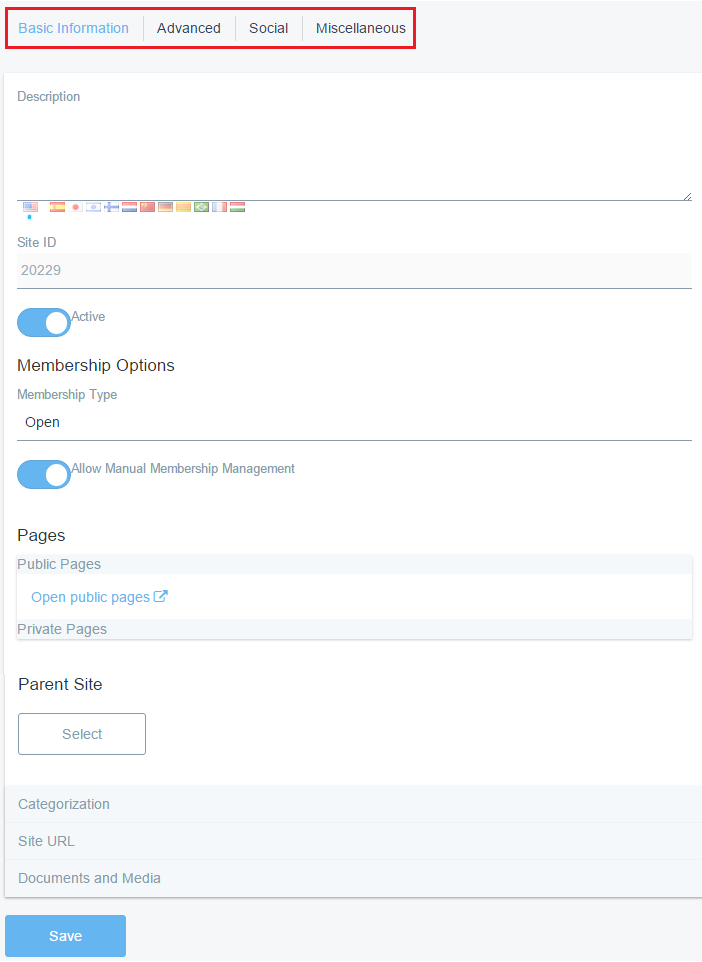 Basic Information Advanced Social Miscellaneous
Description
Site ID
20229
Active
Membership Options
Membership Type
Open
Allow Manual Membership Management
Pages
Public Pages
Open public pages
Private Pages
Parent Site
Select
Categorization
Site URL
Documents and Media
Save